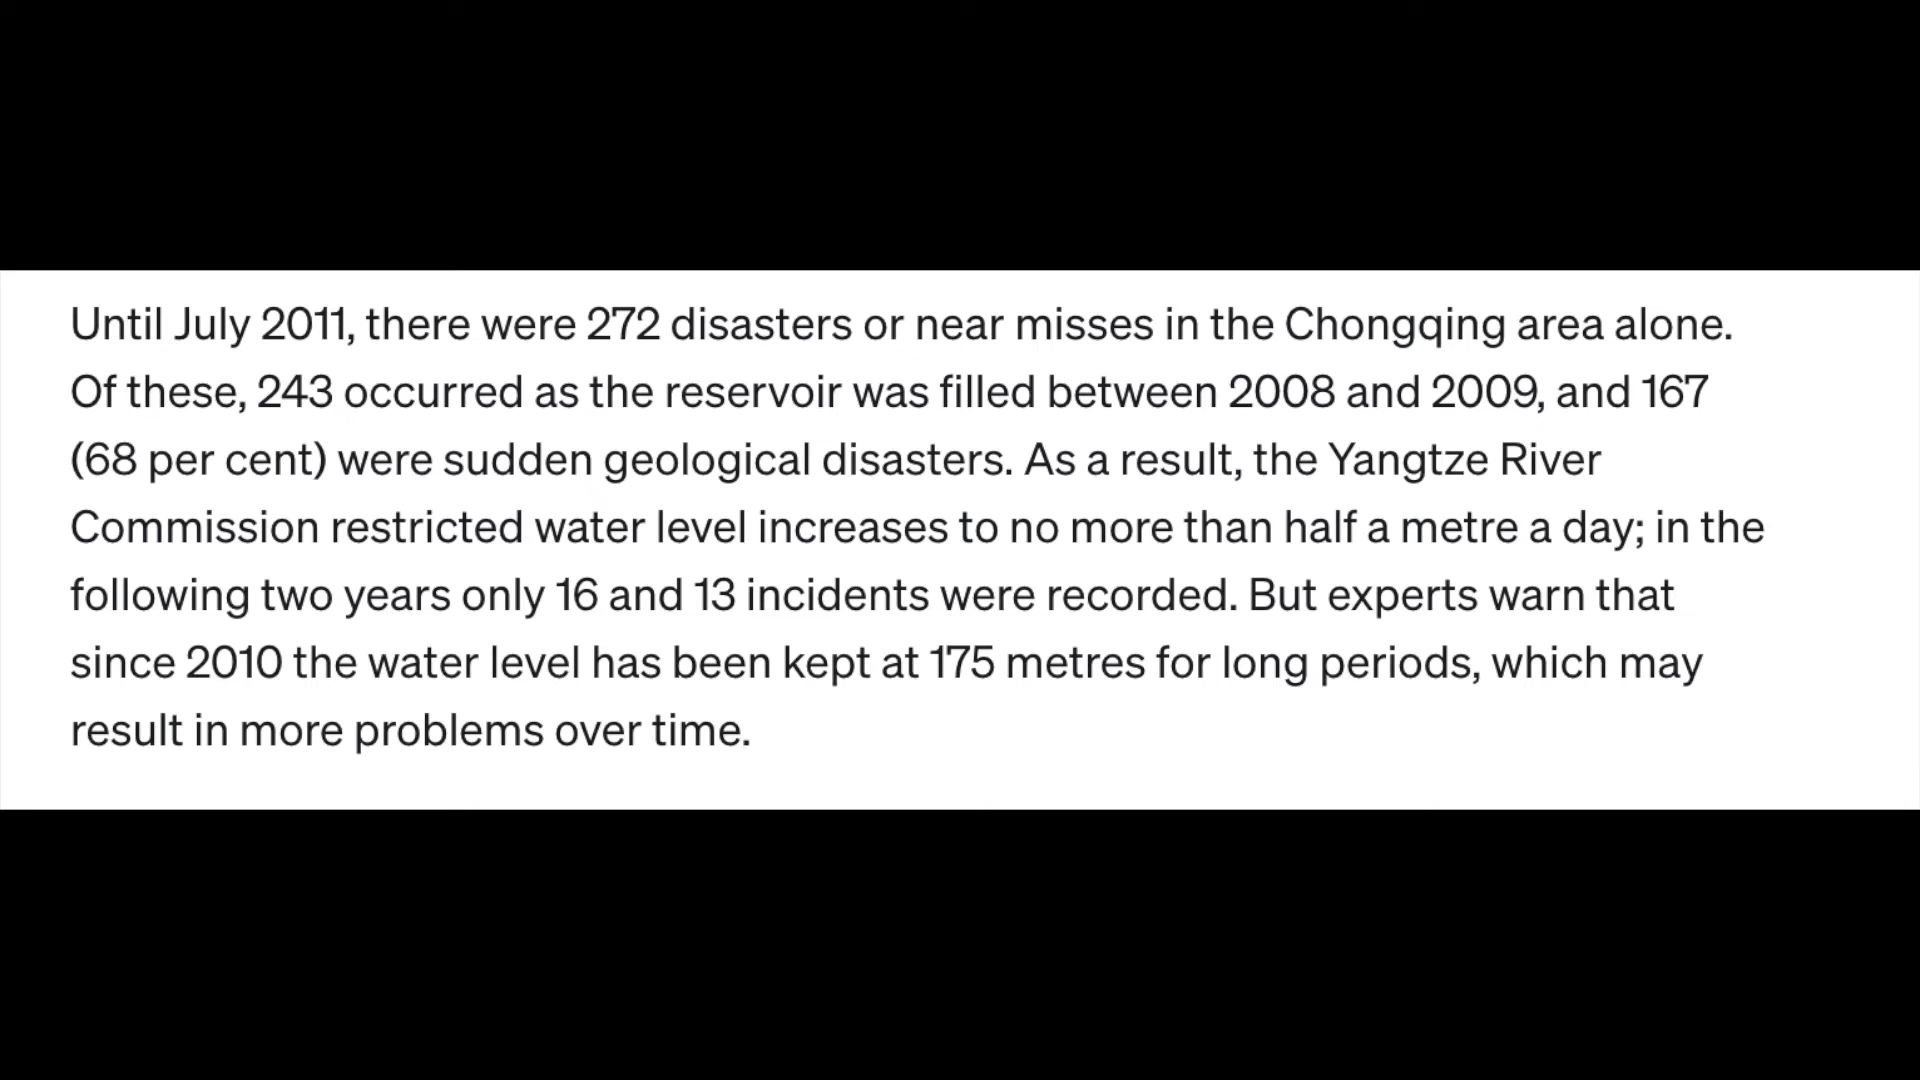 Until July 2011, there were 272 disasters or near misses in the Chongqing area alone.
Of these, 243 occurred as the reservoir was filled between 2008 and 2009, and 167
(68 per cent) were sudden geological disasters. As a result, the Yangtze River
Commission restricted water level increases to no more than half a metre a day; in the
following two years only 16 and 13 incidents were recorded. But experts warn that
since 2010 the water level has been kept at 175 metres for long periods, which may
result in more problems over time.